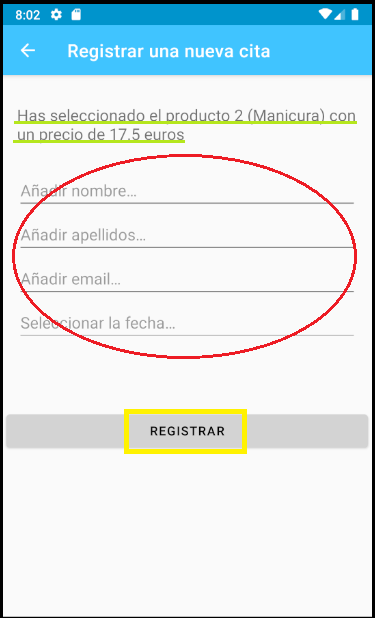 8:02
Registrar una nueva cita
Has seleccionado el producto 2 (Manicura) con
un precio de 17.5 euros
Añadir nombre...
Añadir apellidos...
Añadir email...
Seleccionar la fecha...
REGISTRAR